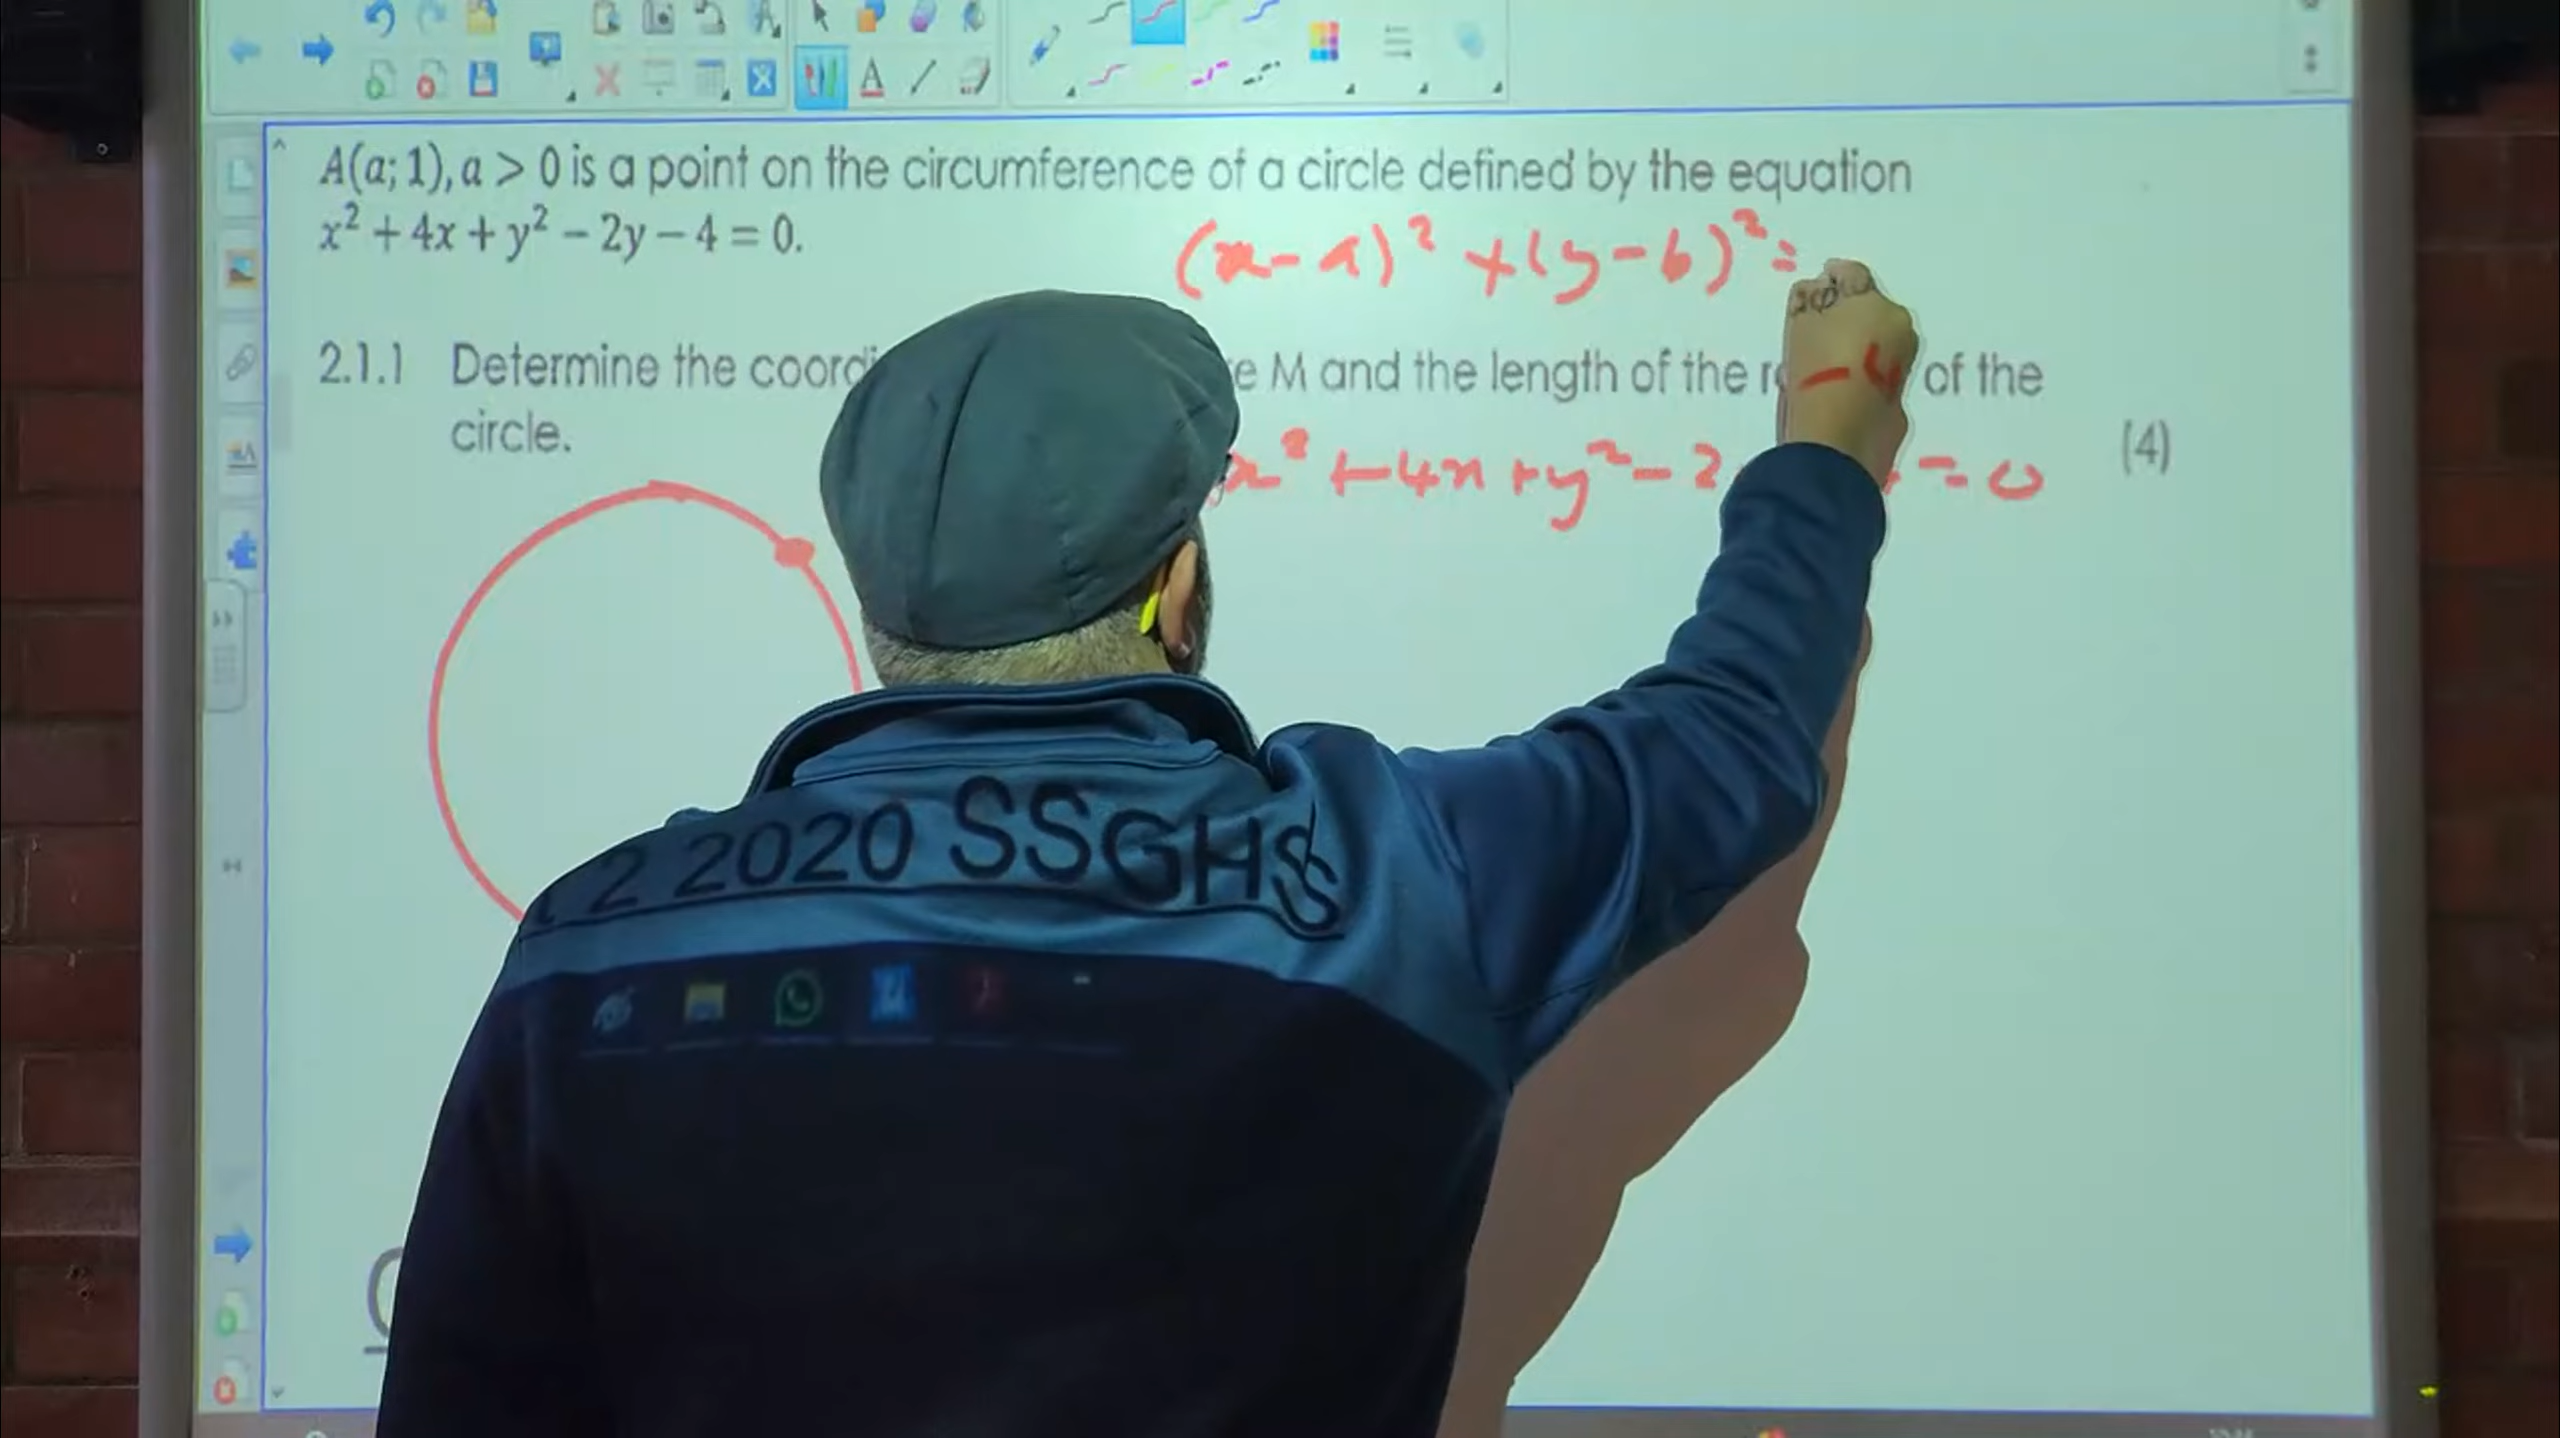 A(a; 1), a > 0 is a point on the circumference of a circle defined by the equation
x² + 4x + y² − 2y − 4 = 0.
(x-a)² +(y-b)² =
2.1.1 Determine the M and the length of the of the
circle.
-4
x² +4x +y² -2 =0
(4)
2 2020 SSGHS